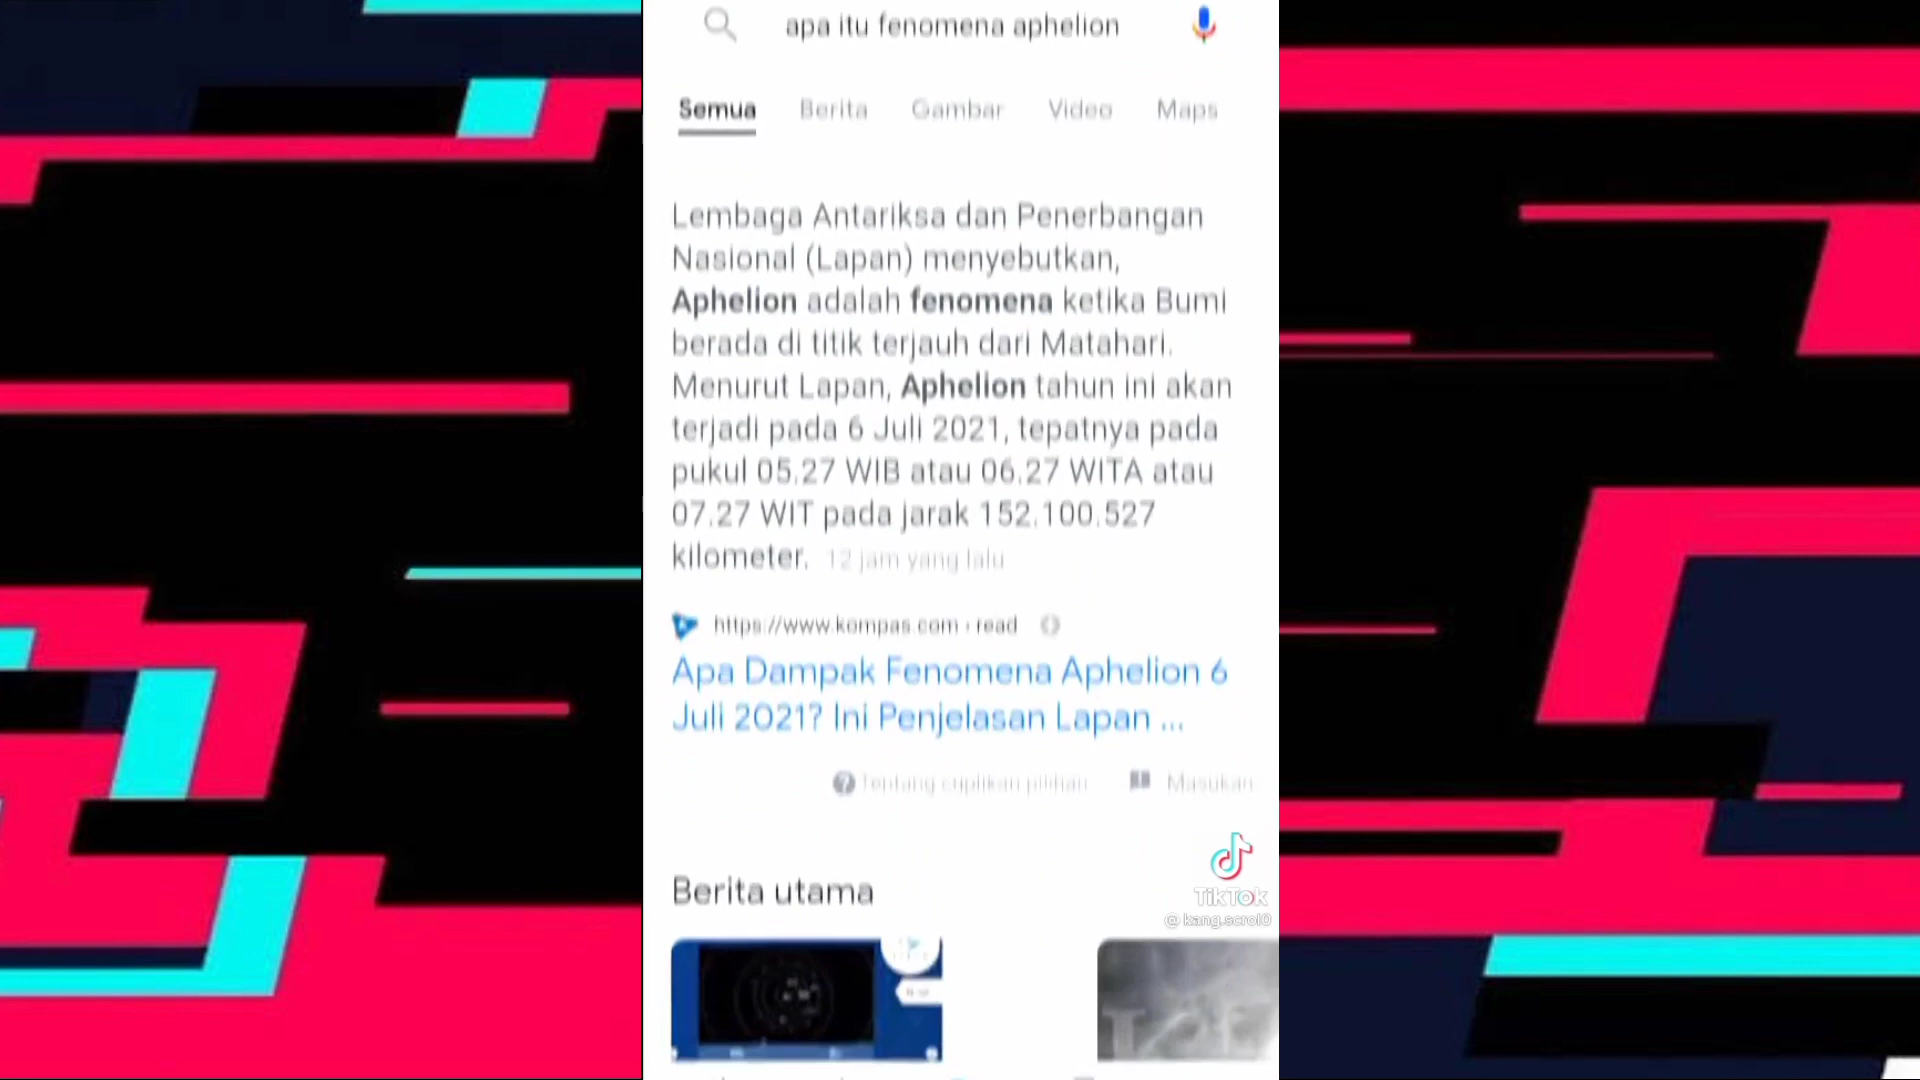 apa itu fenomena aphelion
Semua Berita Gambar Video Maps
Lembaga Antariksa dan Penerbangan
Nasional (Lapan) menyebutkan,
Aphelion adalah fenomena ketika Bumi
berada di titik terjauh dari Matahari.
Menurut Lapan, Aphelion tahun ini akan
terjadi pada 6 Juli 2021, tepatnya pada
pukul 05.27 WIB atau 06.27 WITA atau
07.27 WIT pada jarak 152.100.527
kilometer. 12 jam yang lalu
https://www.kompas.com › read
Apa Dampak Fenomena Aphelion 6
Juli 2021? Ini Penjelasan Lapan ...
Tentang cuplikan pilihan Masukan
TikTok
@ kang.scrol0
Berita utama